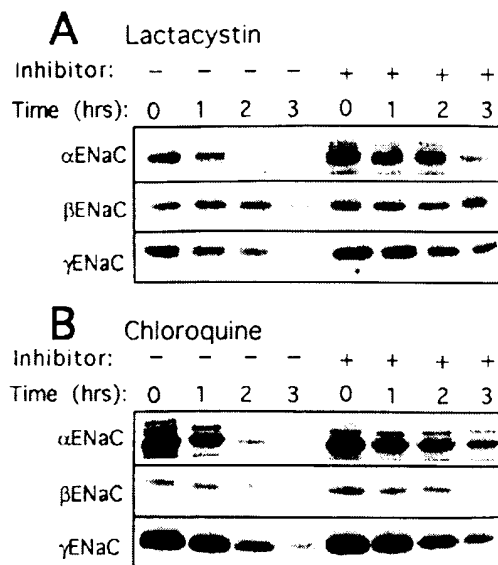 A Lactacystin
Inhibitor: − − − − + + + +
Time (hrs): 0 1 2 3 0 1 2 3
αENaC
βENaC
γENaC
B Chloroquine
Inhibitor: − − − − + + + +
Time (hrs): 0 1 2 3 0 1 2 3
αENaC
βENaC
γENaC